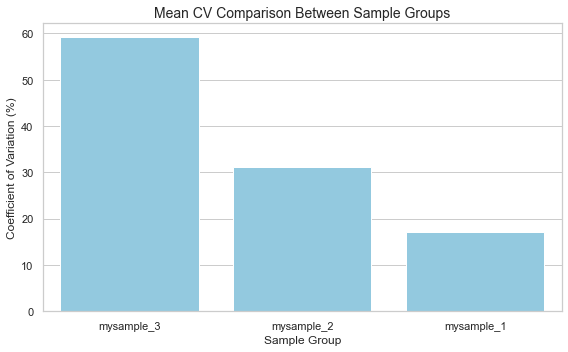 Mean CV Comparison Between Sample Groups
Coefficient of Variation (%)
60
50
40
30
20
10
0
mysample_3 mysample_2 mysample_1
Sample Group